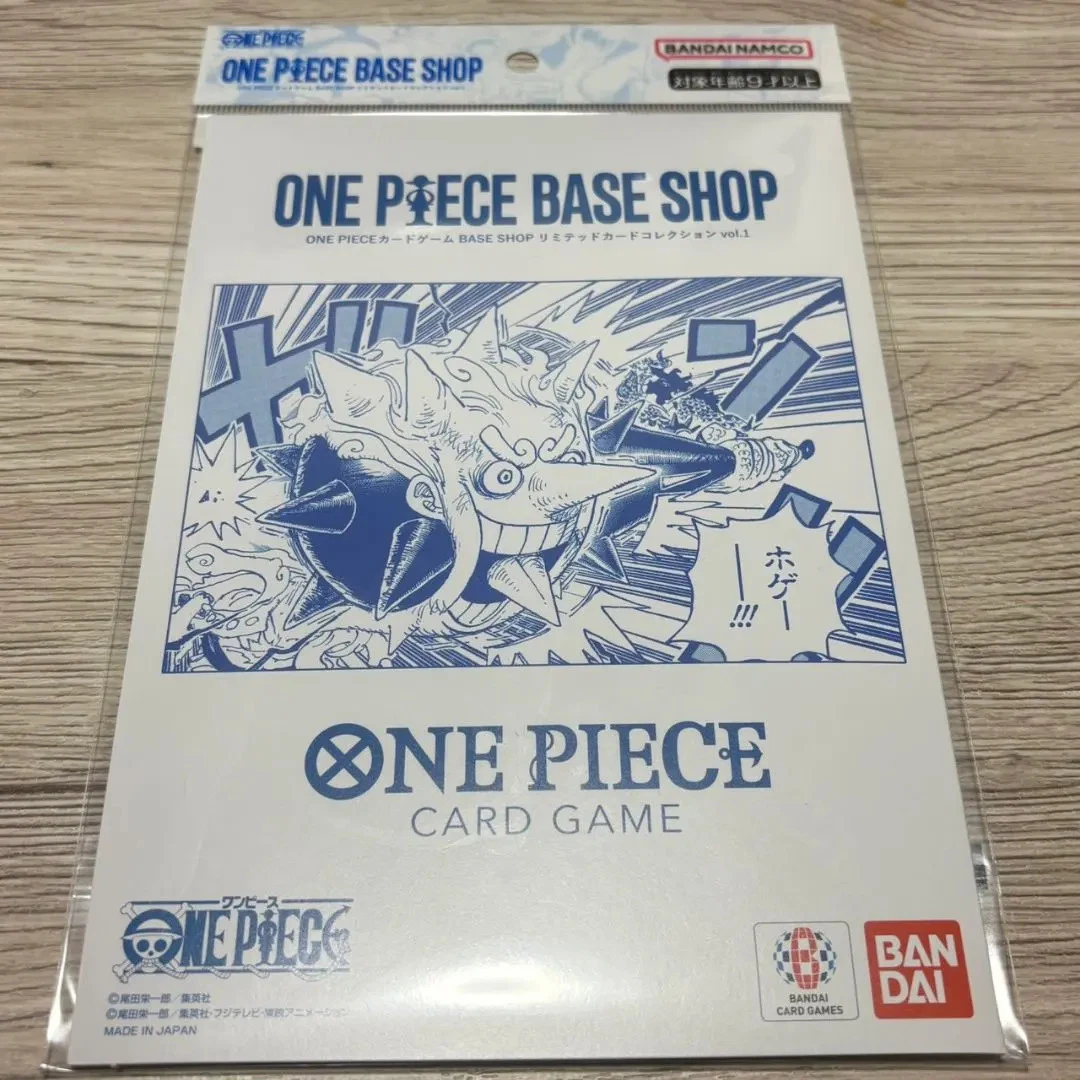 ONE PIECE
ONE PIECE BASE SHOP
BANDAI NAMCO
対象年齢9才以上
ONE PIECE BASE SHOP
ONE PIECEカードゲーム BASE SHOP リミテッドカードコレクション vol.1
ホゲー
ーー!!!
ONE PIECE
CARD GAME
ワンピース
ONE PIECE
©尾田栄一郎/集英社
©尾田栄一郎/集英社・フジテレビ・東映アニメーション
MADE IN JAPAN
BANDAI
CARD GAMES
BAN
DAI